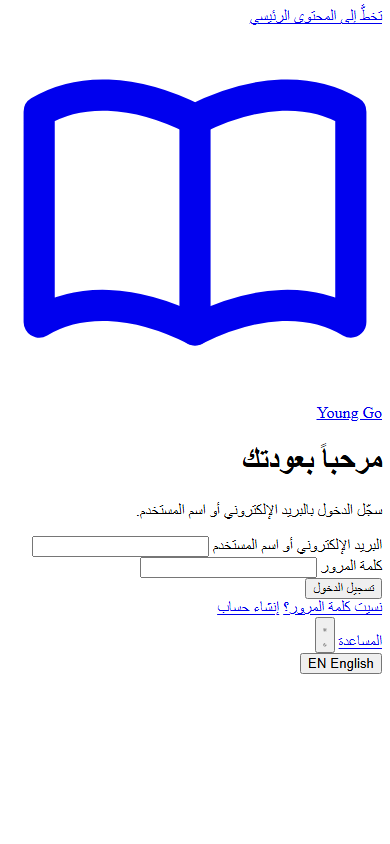 تخطَّ إلى المحتوى الرئيسي
Young Go
مرحباً بعودتك
سجّل الدخول بالبريد الإلكتروني أو اسم المستخدم.
البريد الإلكتروني أو اسم المستخدم
كلمة المرور
تسجيل الدخول
نسيت كلمة المرور؟ إنشاء حساب
المساعدة
EN English